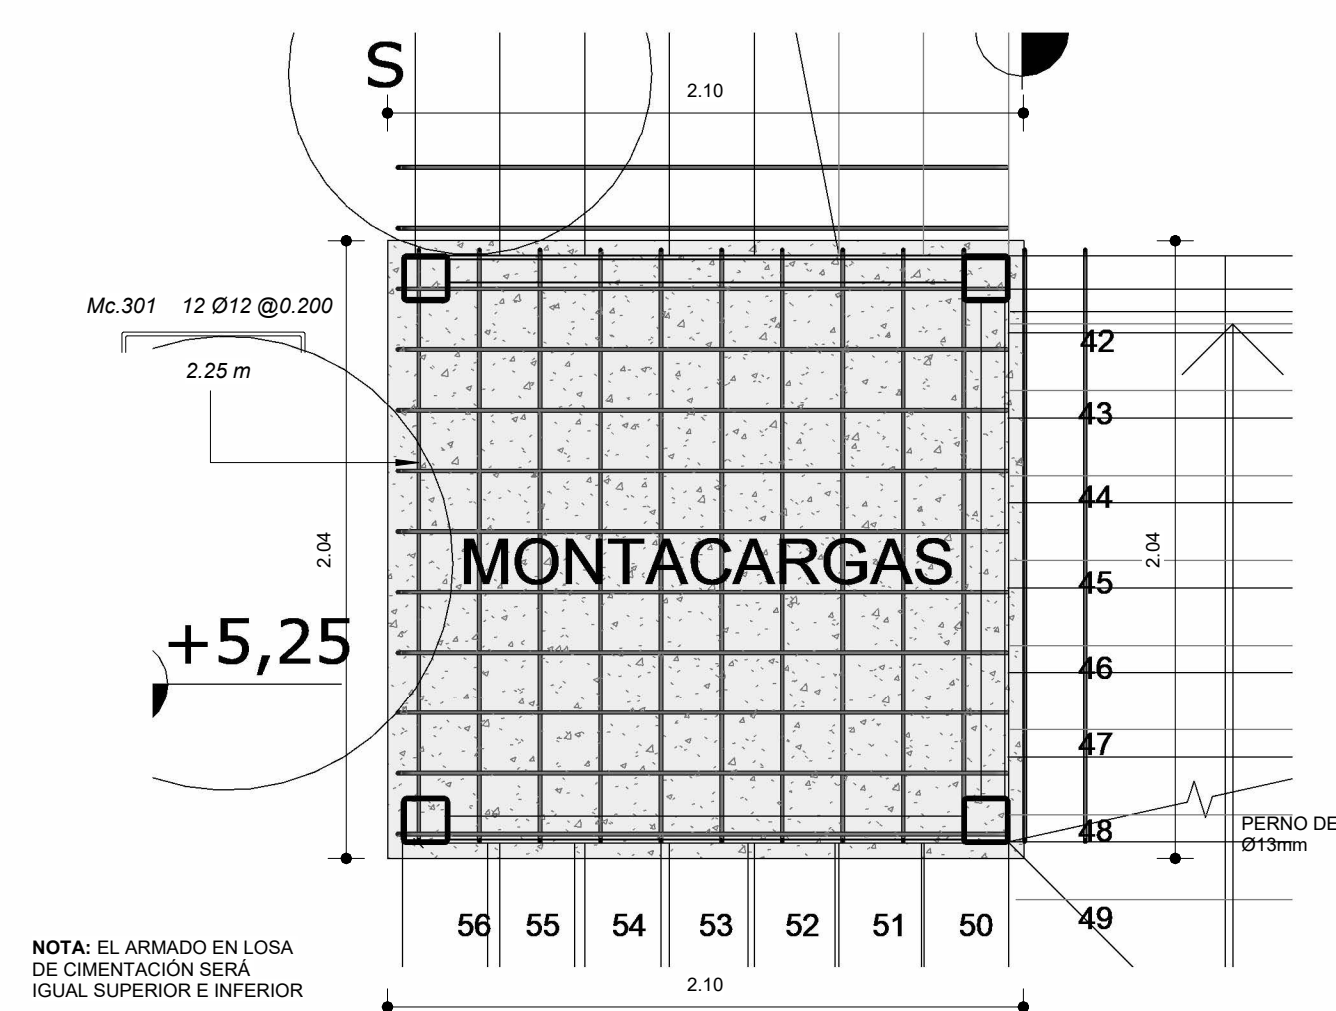 S
2.10
Mc.301 12 Ø12 @0.200
2.25 m
2.04
2.04
MONTACARGAS
+5,25
42
43
44
45
46
47
48
49
PERNO DE
Ø13mm
56 55 54 53 52 51 50
NOTA: EL ARMADO EN LOSA
DE CIMENTACIÓN SERÁ
IGUAL SUPERIOR E INFERIOR
2.10